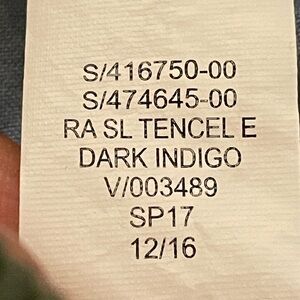 S/416750-00
S/474645-00
RA SL TENCEL E
DARK INDIGO
V/003489
SP17
12/16